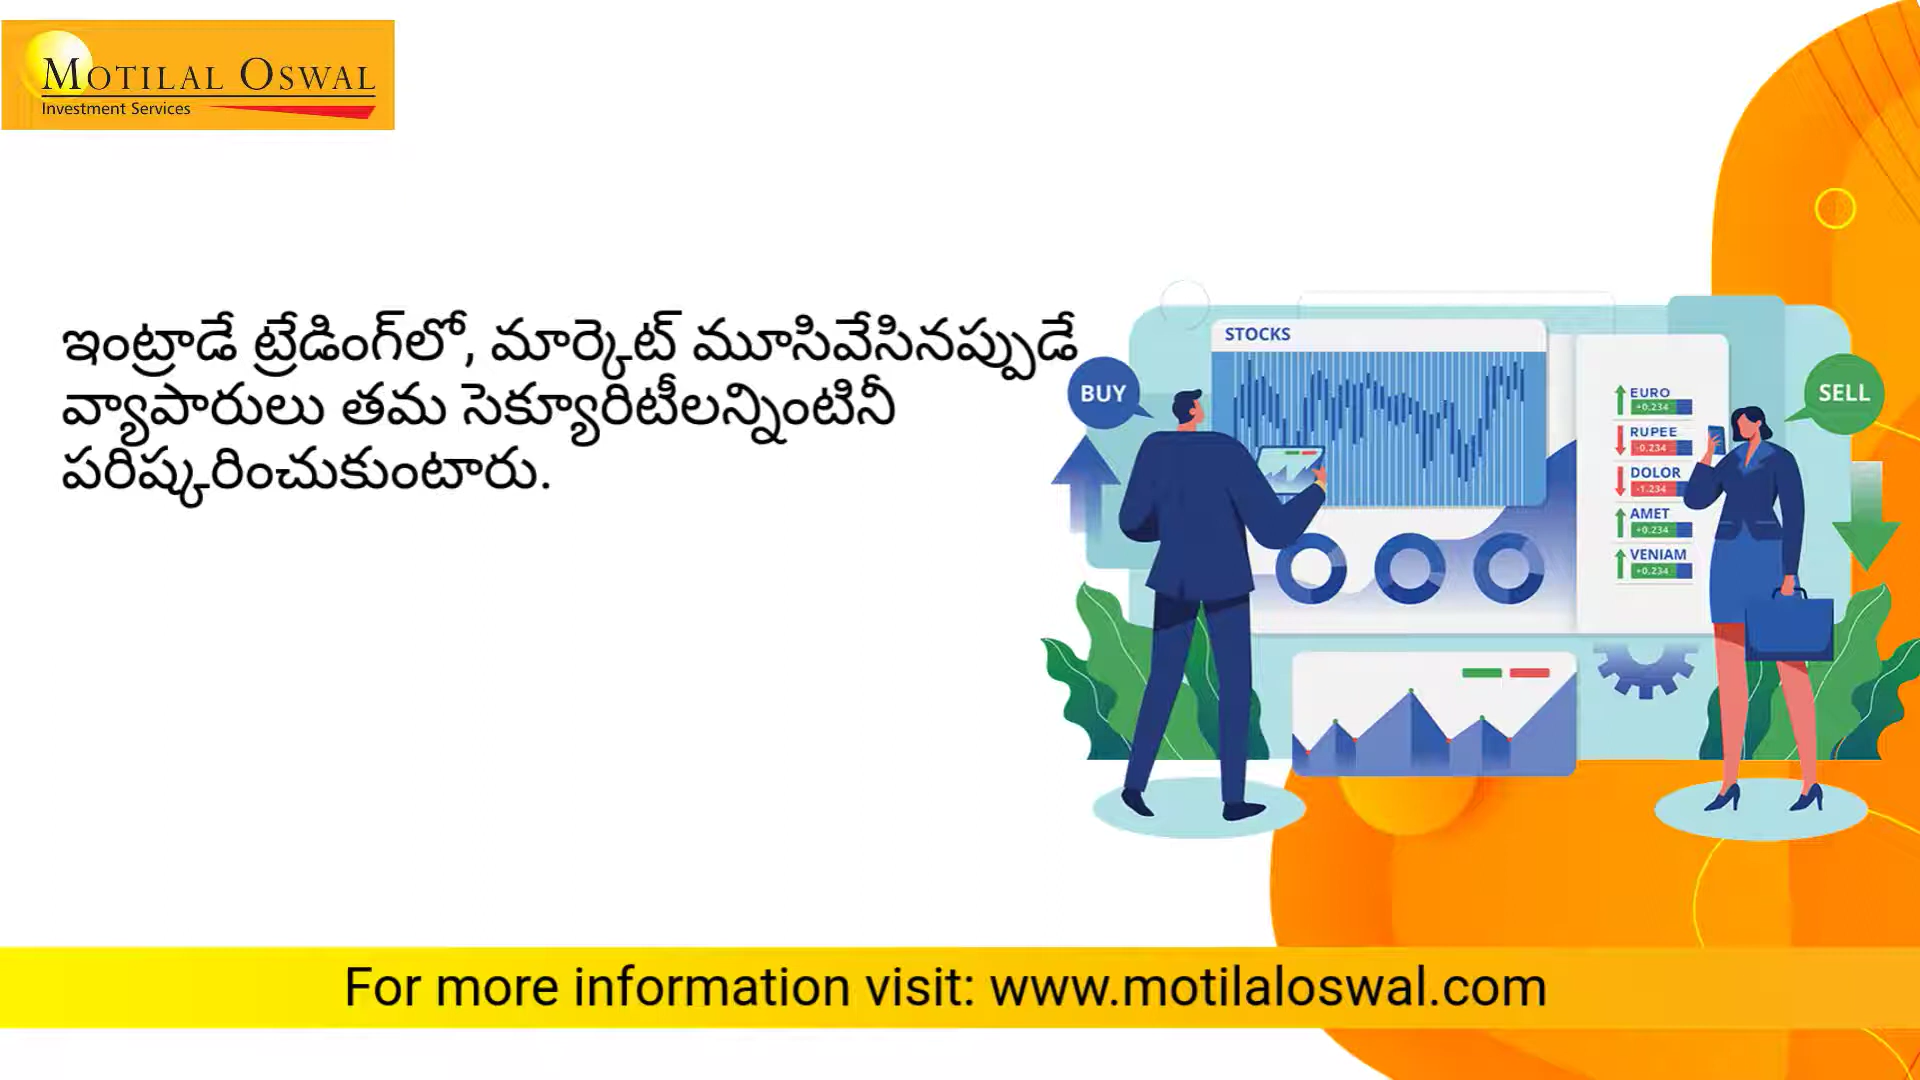 MOTILAL OSWAL
Investment Services
ఇంట్రాడే ట్రేడింగ్‌లో, మార్కెట్ మూసివేసినప్పుడే
వ్యాపారులు తమ సెక్యూరిటీలన్నింటినీ
పరిష్కరించుకుంటారు.
STOCKS
BUY
SELL
EURO
+0.234
RUPEE
-0.234
DOLOR
-1.234
AMET
+0.234
VENIAM
+0.234
For more information visit: www.motilaloswal.com